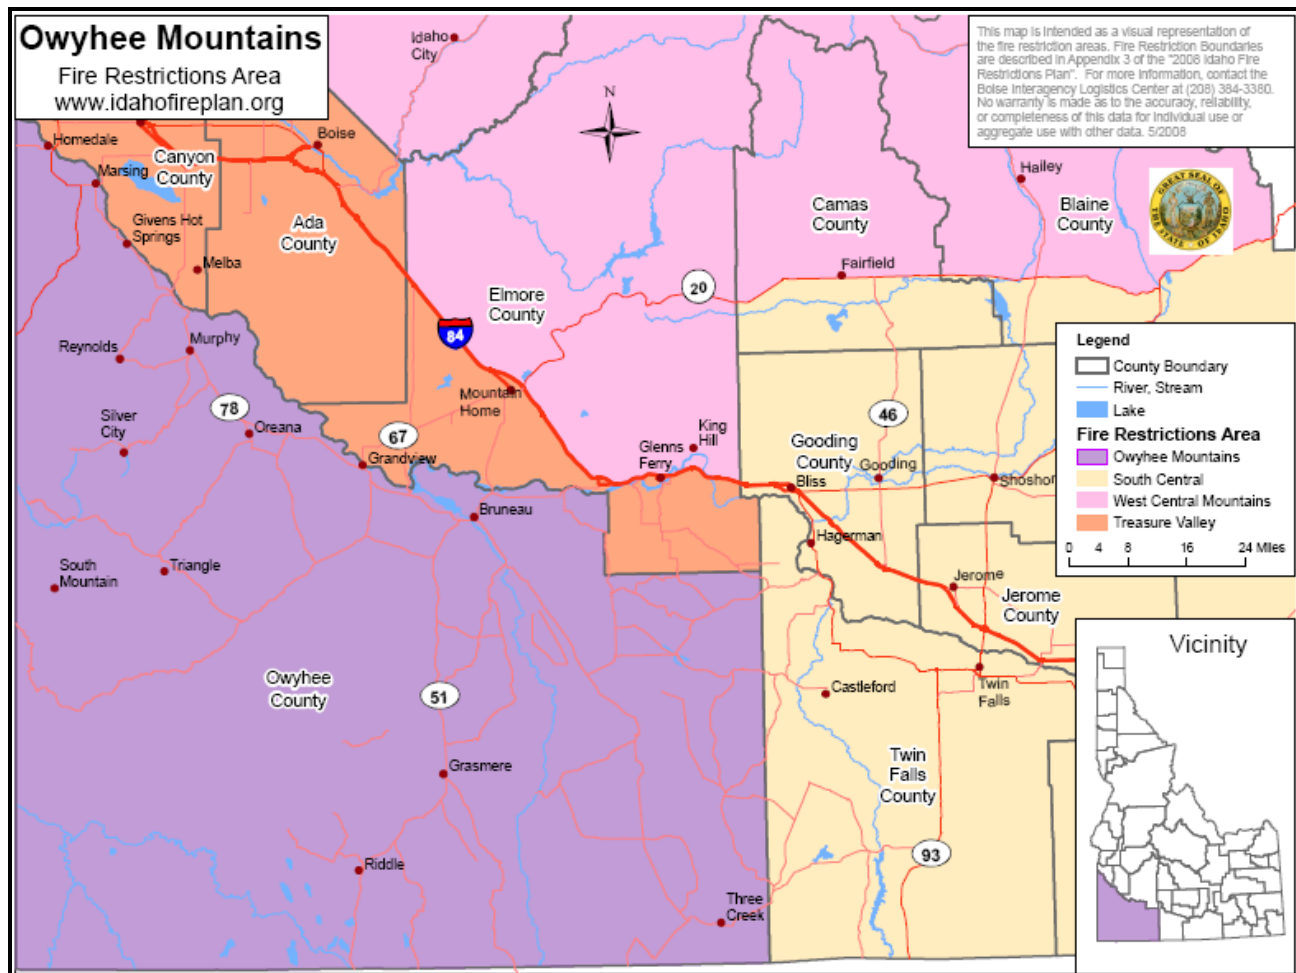 Owyhee Mountains
Fire Restrictions Area
www.idahofireplan.org
This map is intended as a visual representation of
the fire restriction areas. Fire Restriction Boundaries
are described in Appendix 3 of the "2008 Idaho Fire
Restrictions Plan". For more information, contact the
Boise Interagency Logistics Center at (208) 384-3380.
No warranty is made as to the accuracy, reliability,
or completeness of this data for individual use or
aggregate use with other data. 5/2008
Idaho
City
N
Homedale
Boise
Canyon
County
Marsing
Hailey
GREAT SEAL OF
THE STATE OF IDAHO
Givens Hot
Springs
Ada
County
Camas
County
Blaine
County
Melba
Fairfield
20
Elmore
County
84
Murphy
Reynolds
Legend
County Boundary
River, Stream
Lake
Fire Restrictions Area
Owyhee Mountains
South Central
West Central Mountains
Treasure Valley
0 4 8 16 24 Miles
Mountain
Home
78
Silver
City
Oreana
67
46
King
Hill
Glenns
Ferry
Gooding
County
Grandview
Gooding
Bliss
Shoshon
Bruneau
Hagerman
South
Mountain
Triangle
Jerome
Jerome
County
Owyhee
County
51
Castleford
Twin
Falls
Vicinity
Grasmere
Twin
Falls
County
93
Riddle
Three
Creek